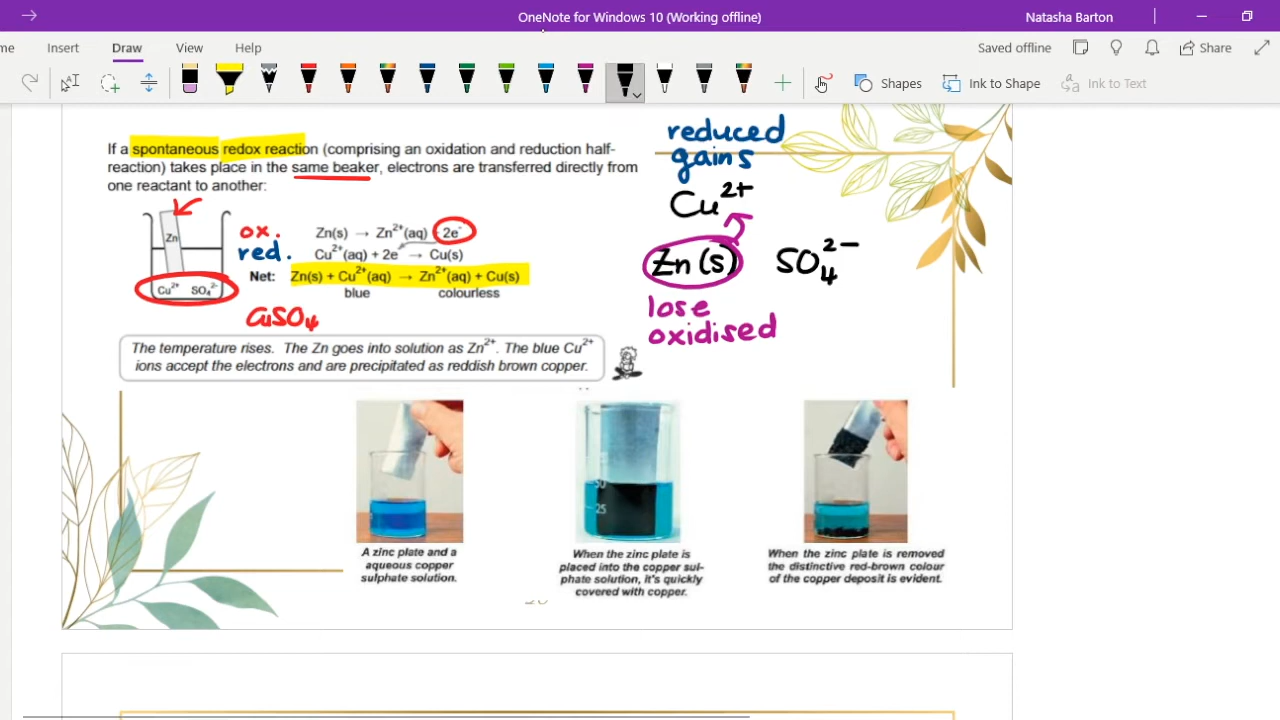 OneNote for Windows 10 (Working offline)
Natasha Barton
me Insert Draw View Help
Saved offline Share
Shapes Ink to Shape Ink to Text
If a spontaneous redox reaction (comprising an oxidation and reduction half-
reaction) takes place in the same beaker, electrons are transferred directly from
one reactant to another:
Zn
Cu²⁺ SO₄²⁻
CuSO₄
ox. Zn(s) → Zn²⁺(aq) + 2e⁻
red. Cu²⁺(aq) + 2e⁻ → Cu(s)
Net: Zn(s) + Cu²⁺(aq) → Zn²⁺(aq) + Cu(s)
blue colourless
The temperature rises. The Zn goes into solution as Zn²⁺. The blue Cu²⁺
ions accept the electrons and are precipitated as reddish brown copper.
reduced
gains
Cu²⁺
Zn (s) SO₄²⁻
lose
oxidised
50
25
A zinc plate and a
aqueous copper
sulphate solution.
When the zinc plate is
placed into the copper sul-
phate solution, it's quickly
covered with copper.
When the zinc plate is removed
the distinctive red-brown colour
of the copper deposit is evident.